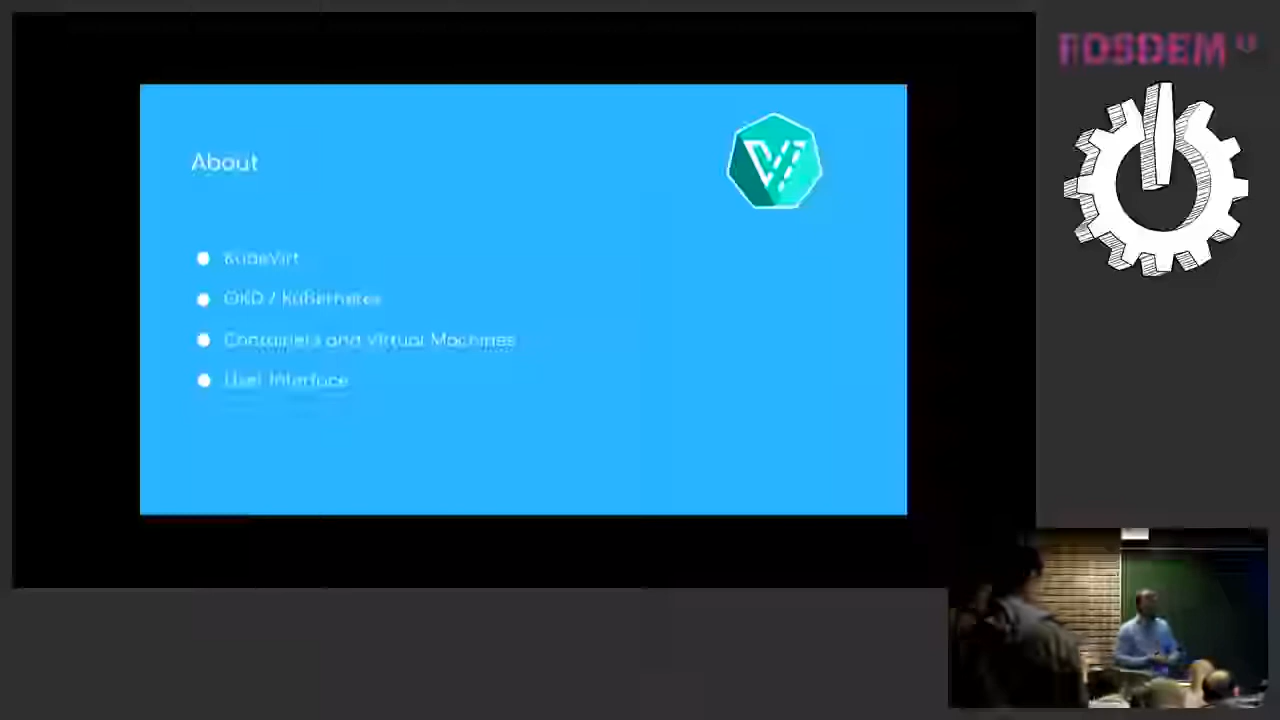 FOSDEM
About
KubeVirt
OKD / Kubernetes
Containers and Virtual Machines
User Interface